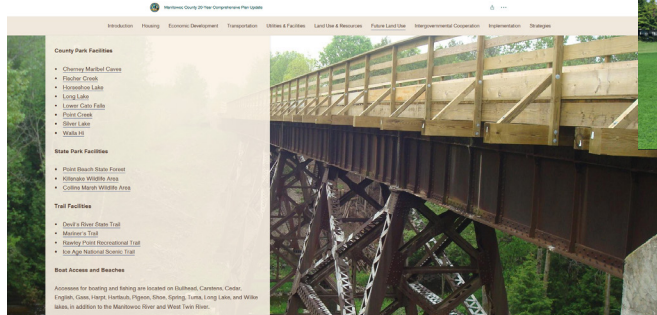 Manitowoc County 20-Year Comprehensive Plan Update
Introduction Housing Economic Development Transportation Utilities & Facilities Land Use & Resources Future Land Use Intergovernmental Cooperation Implementation Strategies
County Park Facilities
Cherney Maribel Caves
Fischer Creek
Horseshoe Lake
Long Lake
Lower Cato Falls
Point Creek
Silver Lake
Walla Hi
State Park Facilities
Point Beach State Forest
Killsnake Wildlife Area
Collins Marsh Wildlife Area
Trail Facilities
Devil's River State Trail
Mariner's Trail
Rawley Point Recreational Trail
Ice Age National Scenic Trail
Boat Access and Beaches
Accesses for boating and fishing are located on Bullhead, Carstens, Cedar,
English, Gass, Harpt, Hartlaub, Pigeon, Shoe, Spring, Tuma, Long Lake, and Wilke
lakes, in addition to the Manitowoc River and West Twin River.